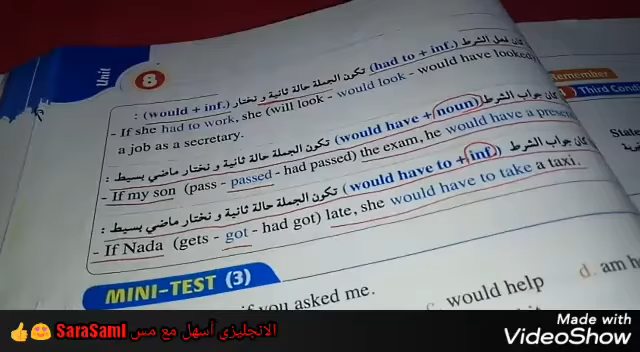 Unit
8
كان فعل الشرط (had to + inf.) تكون الجملة حالة ثانية و نختار (would + inf.) :
- If she had to work, she (will look - would look - would have looked)
a job as a secretary.
كان جواب الشرط (would have + noun) تكون الجملة حالة ثانية و نختار ماضي بسيط :
- If my son (pass - passed - had passed) the exam, he would have a
كان جواب الشرط (would have to + inf.) تكون الجملة حالة ثانية و نختار ماضي بسيط :
- If Nada (gets - got - had got) late, she would have to take a taxi.
MINI-TEST (3)
you asked me.
would help
d. am
Remember
Third
الانجليزي أسهل مع مس SaraSamI 😍👍
Made with
VideoShow